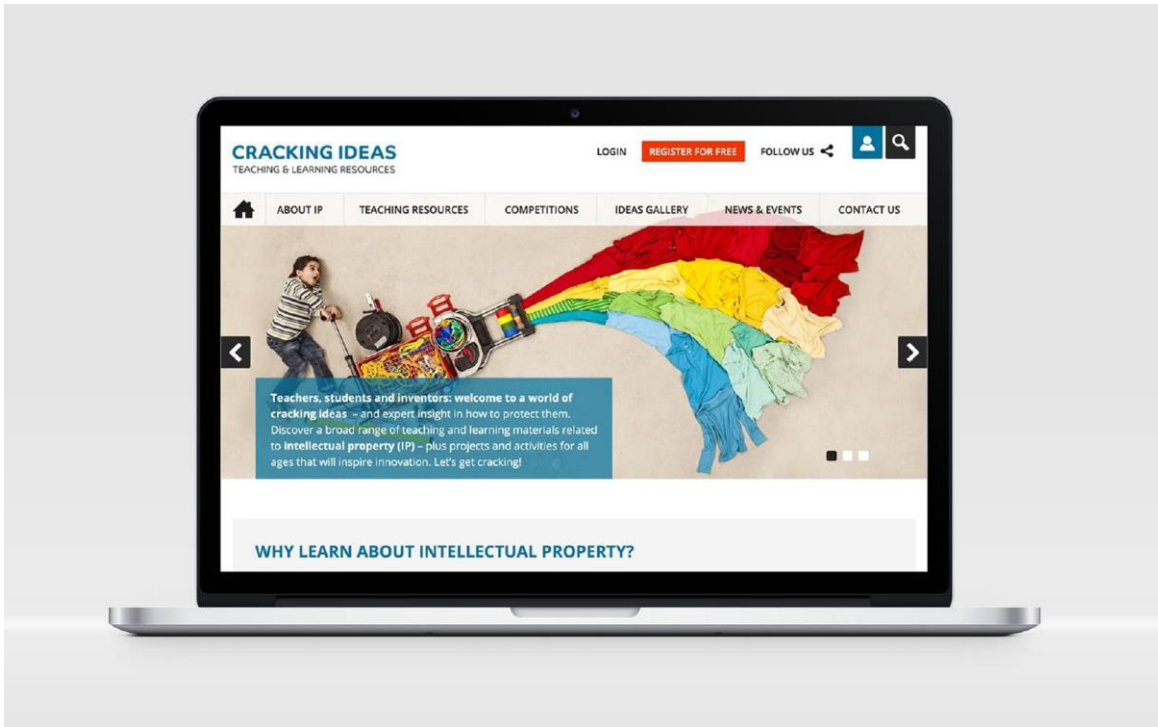 CRACKING IDEAS
TEACHING & LEARNING RESOURCES
LOGIN
REGISTER FOR FREE
FOLLOW US
ABOUT IP
TEACHING RESOURCES
COMPETITIONS
IDEAS GALLERY
NEWS & EVENTS
CONTACT US
Teachers, students and inventors: welcome to a world of
cracking ideas – and expert insight in how to protect them.
Discover a broad range of teaching and learning materials related
to intellectual property (IP) – plus projects and activities for all
ages that will inspire innovation. Let's get cracking!
WHY LEARN ABOUT INTELLECTUAL PROPERTY?